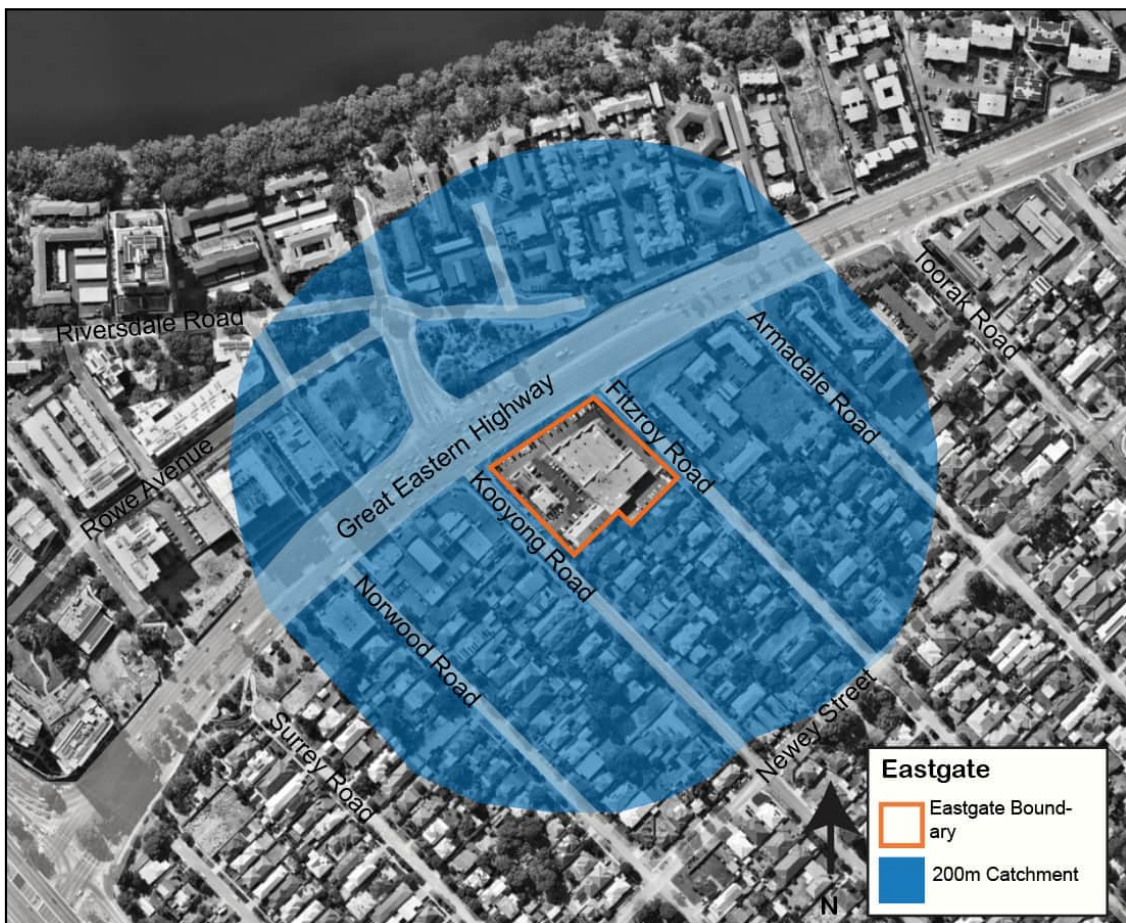 Riversdale Road
Rowe Avenue
Great Eastern Highway
Fitzroy Road
Armadale Road
Toorak Road
Kooyong Road
Norwood Road
Surrey Road
Newey Street
Eastgate
Eastgate Bound-
ary
200m Catchment
N